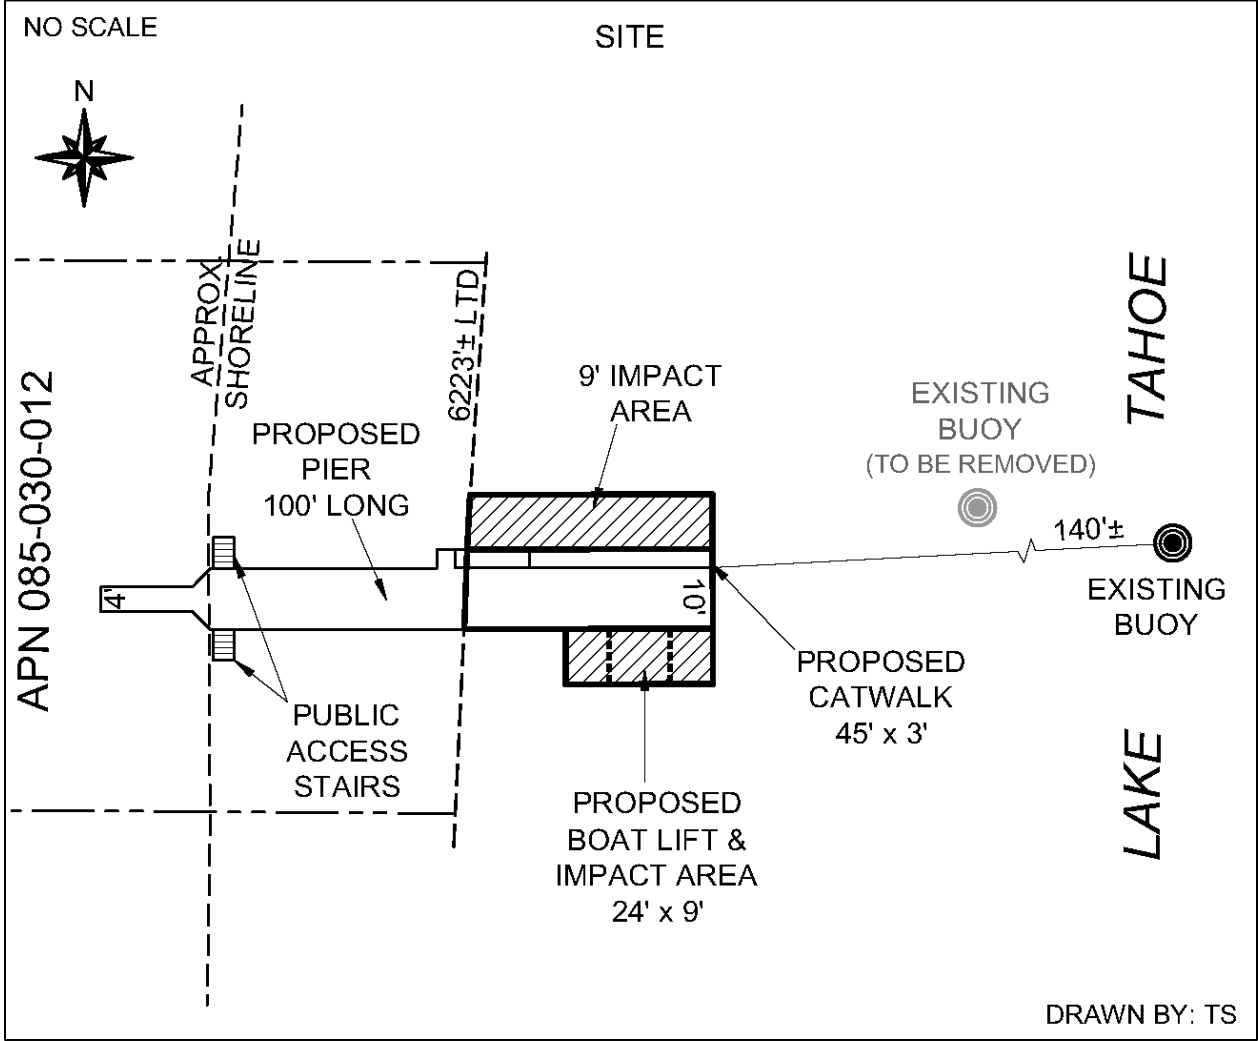 NO SCALE
SITE
N
APPROX.
SHORELINE
6223'± LTD
TAHOE
9' IMPACT
AREA
EXISTING
BUOY
(TO BE REMOVED)
APN 085-030-012
PROPOSED
PIER
100' LONG
140'±
EXISTING
BUOY
4'
10'
PROPOSED
CATWALK
45' x 3'
PUBLIC
ACCESS
STAIRS
LAKE
PROPOSED
BOAT LIFT &
IMPACT AREA
24' x 9'
DRAWN BY: TS